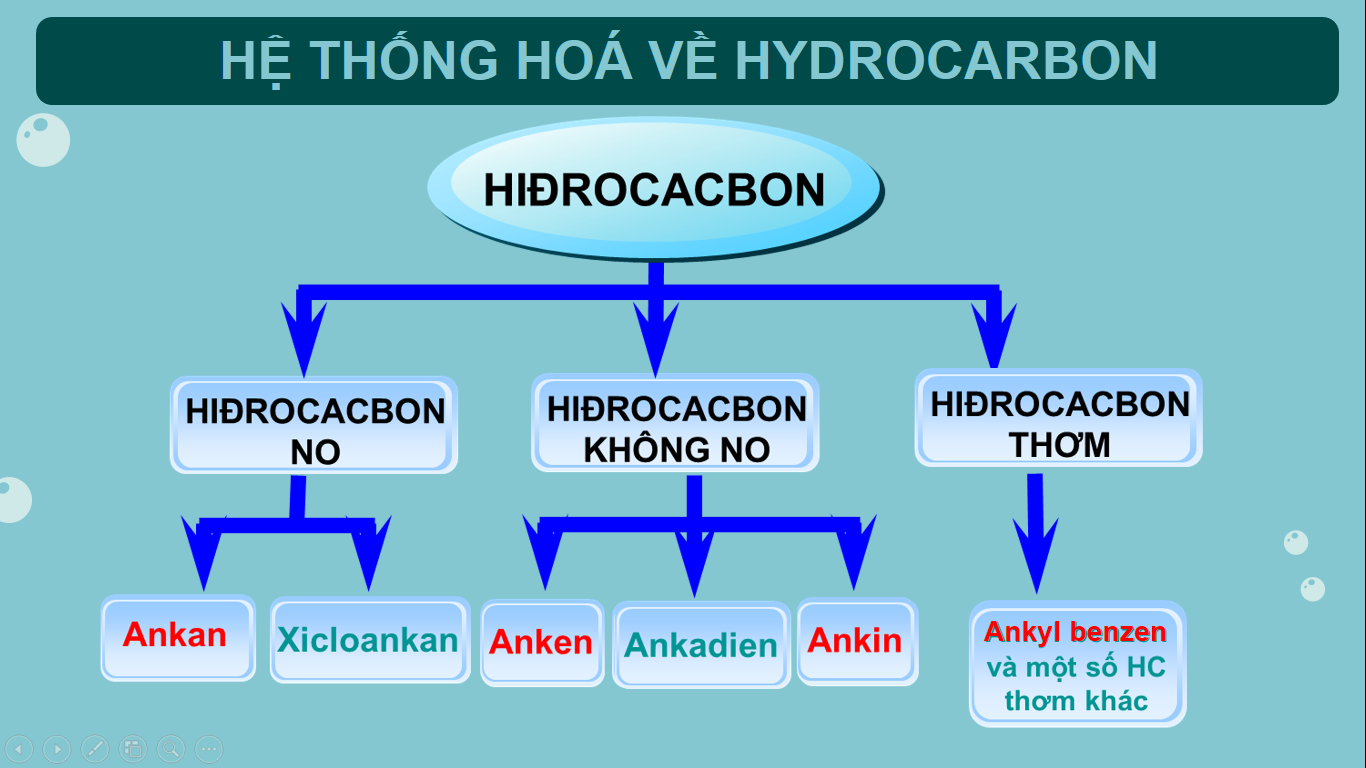 HỆ THỐNG HOÁ VỀ HYDROCARBON
HIĐROCACBON
HIĐROCACBON
NO
HIĐROCACBON
KHÔNG NO
HIĐROCACBON
THƠM
Ankan
Xicloankan
Anken
Ankadien
Ankin
Ankyl benzen
và một số HC
thơm khác